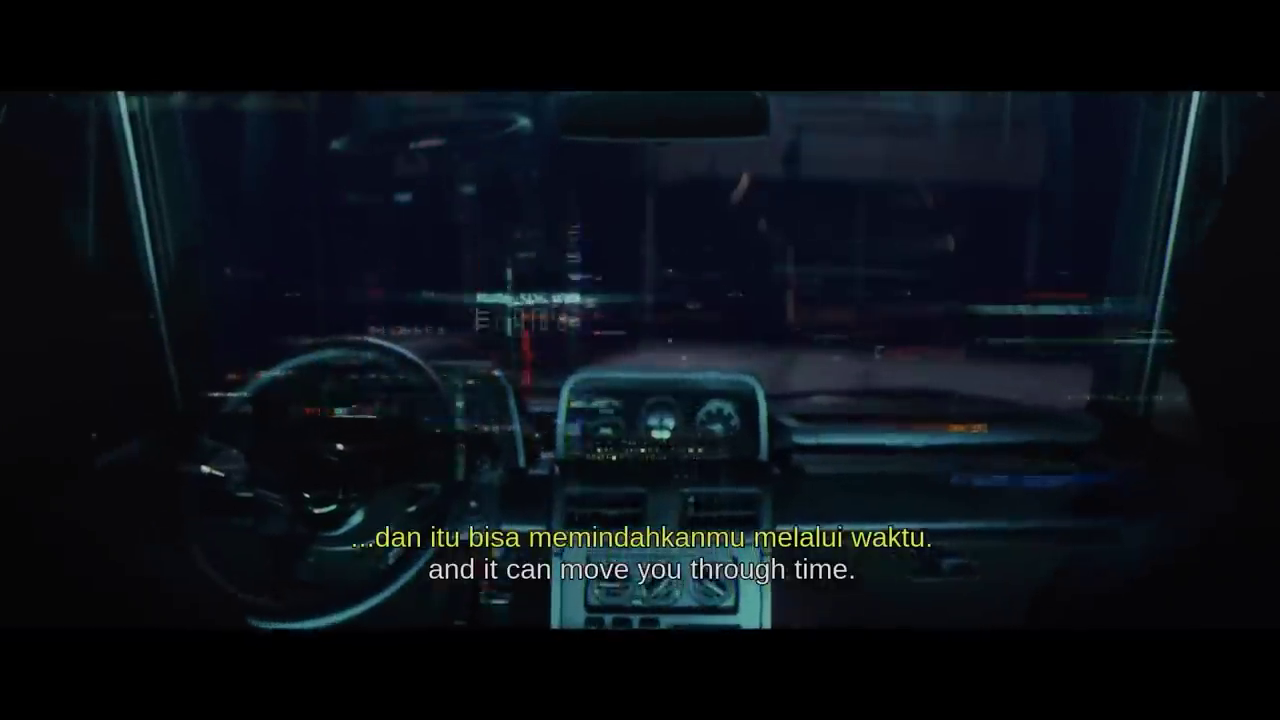 ...dan itu bisa memindahkanmu melalui waktu.
and it can move you through time.